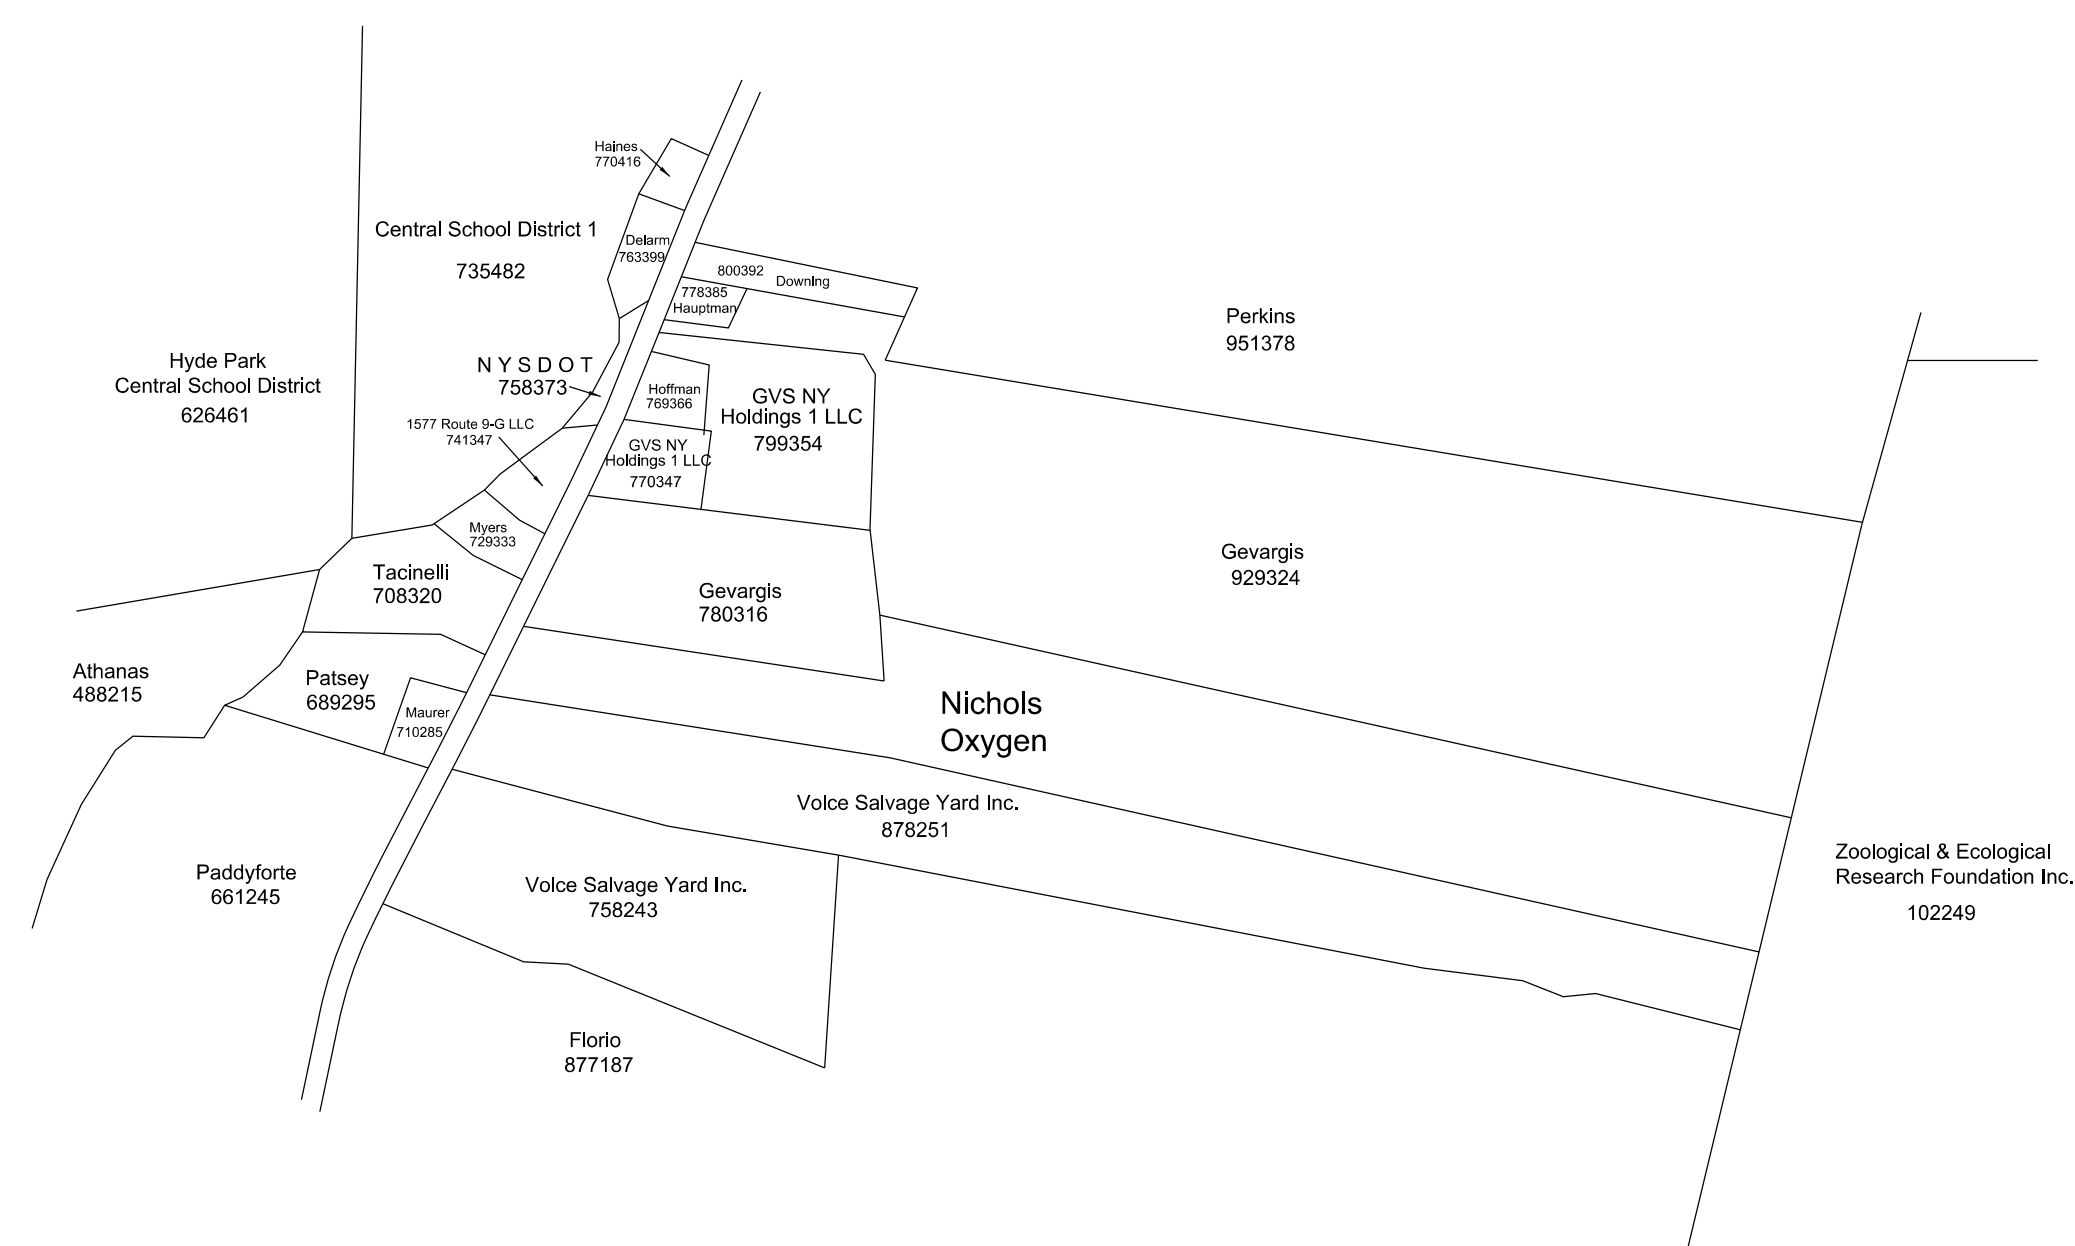 Haines
770416
Central School District 1
735482
Delarm
763399
800392
Downing
778385
Hauptman
Perkins
951378
Hyde Park
Central School District
626461
N Y S D O T
758373
Hoffman
769366
GVS NY
Holdings 1 LLC
799354
1577 Route 9-G LLC
741347
GVS NY
Holdings 1 LLC
770347
Myers
729333
Tacinelli
708320
Gevargis
780316
Gevargis
929324
Athanas
488215
Patsey
689295
Maurer
710285
Nichols
Oxygen
Volce Salvage Yard Inc.
878251
Paddyforte
661245
Volce Salvage Yard Inc.
758243
Zoological & Ecological
Research Foundation Inc.
102249
Florio
877187